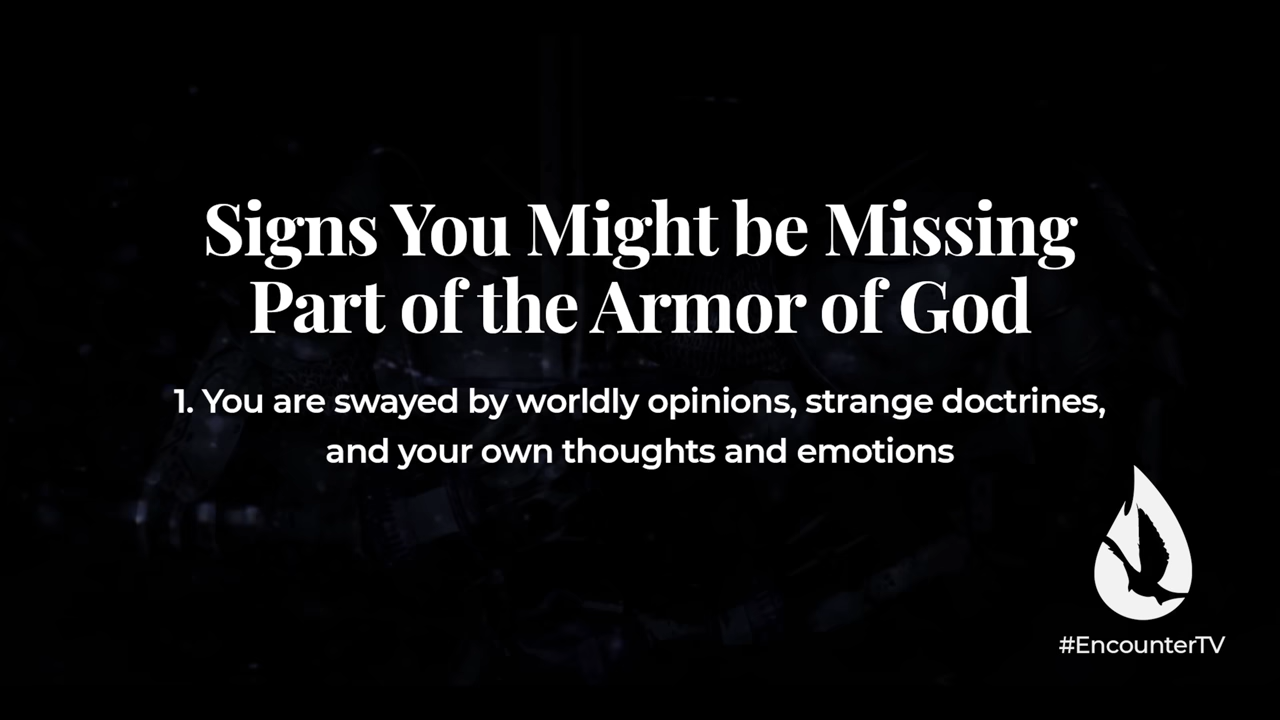 Signs You Might be Missing
Part of the Armor of God
1. You are swayed by worldly opinions, strange doctrines,
and your own thoughts and emotions
#EncounterTV